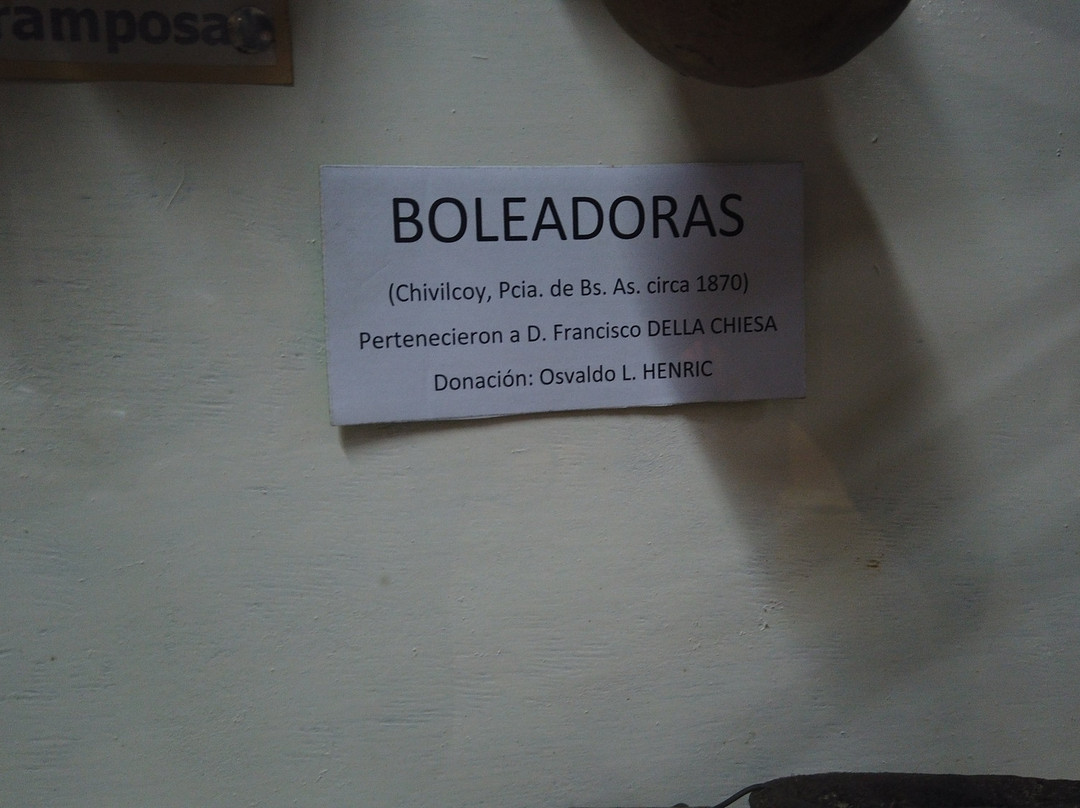 ramposa
BOLEADORAS
(Chivilcoy, Pcia. de Bs. As. circa 1870)
Pertenecieron a D. Francisco DELLA CHIESA
Donación: Osvaldo L. HENRIC